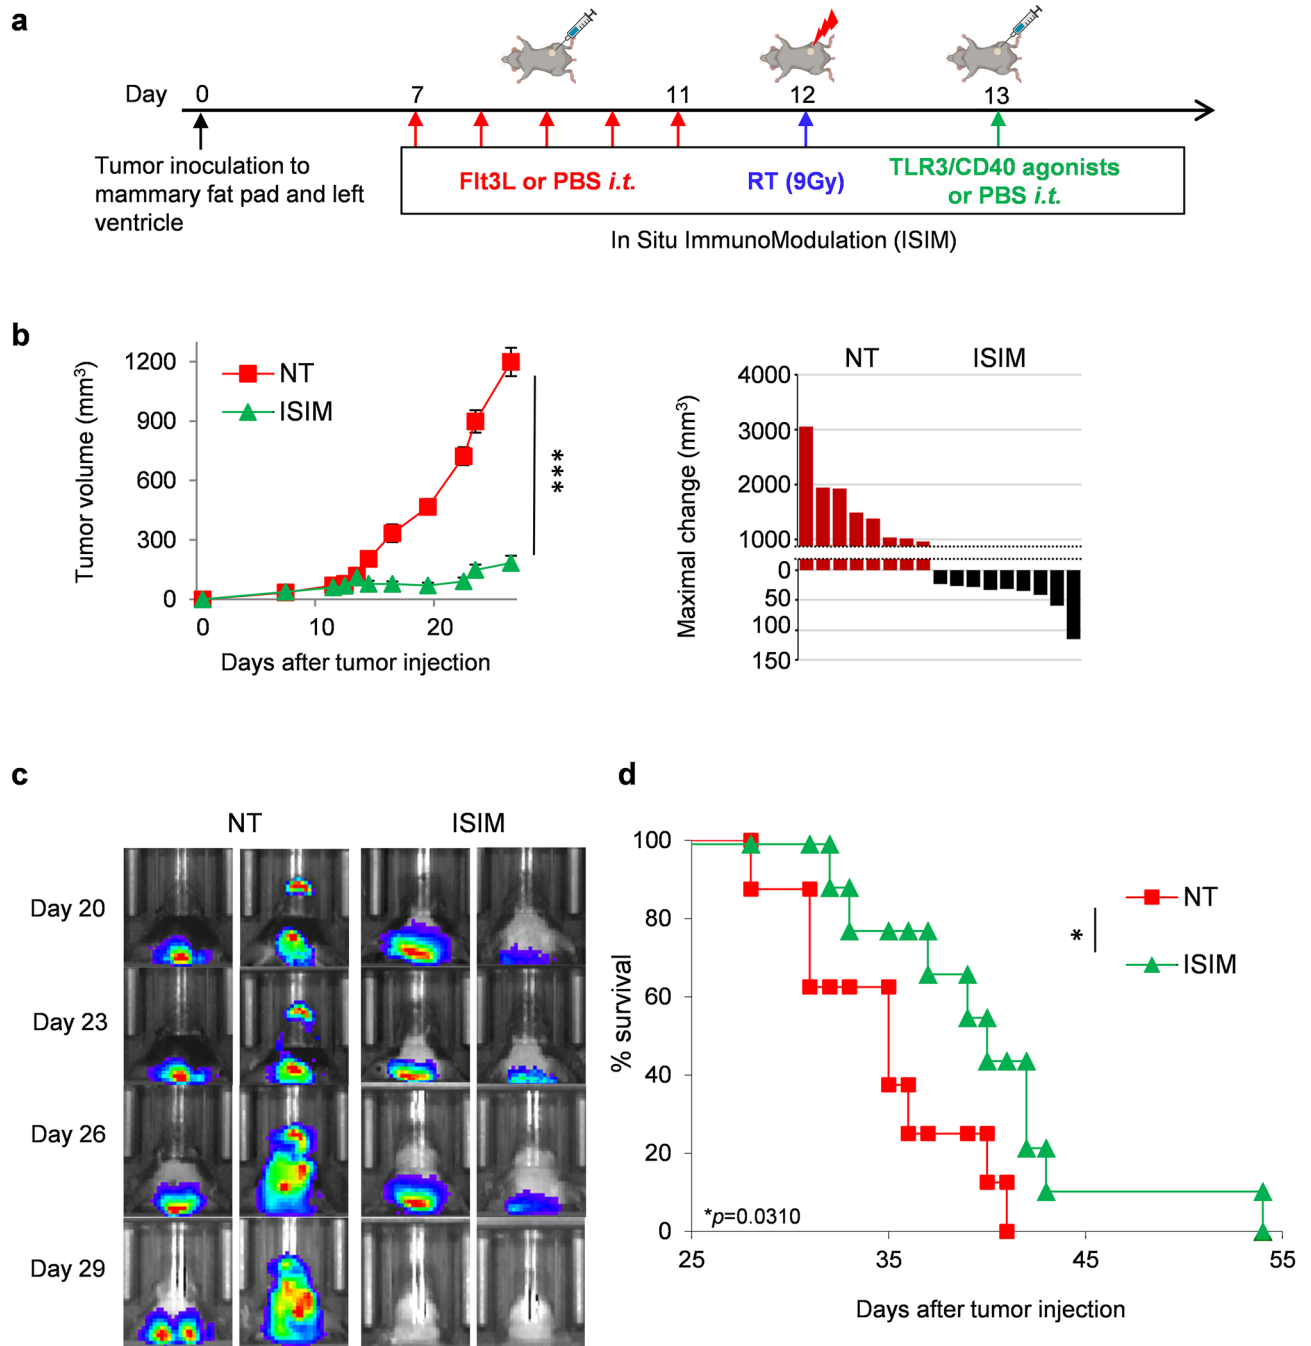 a
Day 0 7 11 12 13
Tumor inoculation to
mammary fat pad and left
ventricle
Flt3L or PBS i.t.
RT (9Gy)
TLR3/CD40 agonists
or PBS i.t.
In Situ ImmunoModulation (ISIM)
b
Tumor volume (mm³)
1200
900
600
300
0
0 10 20
Days after tumor injection
NT
ISIM
***
NT ISIM
Maximal change (mm³)
4000
3000
2000
1000
0
50
100
150
c
NT ISIM
Day 20
Day 23
Day 26
Day 29
d
% survival
100
80
60
40
20
0
25 35 45 55
Days after tumor injection
NT
ISIM
*
*p=0.0310